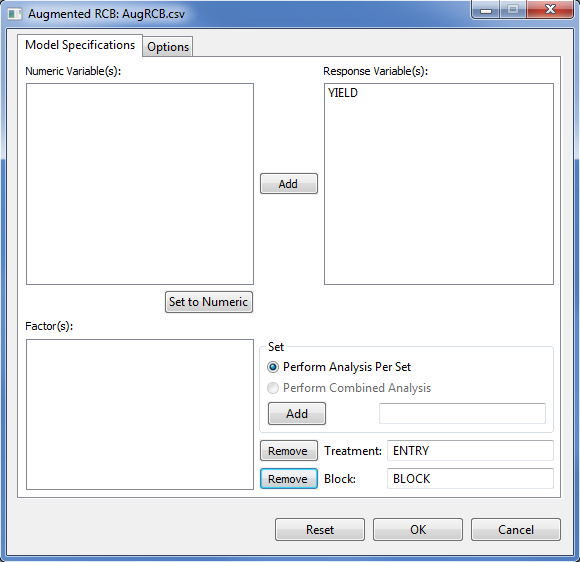 Augmented RCB: AugRCB.csv
Model Specifications
Options
Numeric Variable(s):
Response Variable(s):
YIELD
Add
Set to Numeric
Factor(s):
Set
Perform Analysis Per Set
Perform Combined Analysis
Add
Remove Treatment: ENTRY
Remove Block: BLOCK
Reset OK Cancel